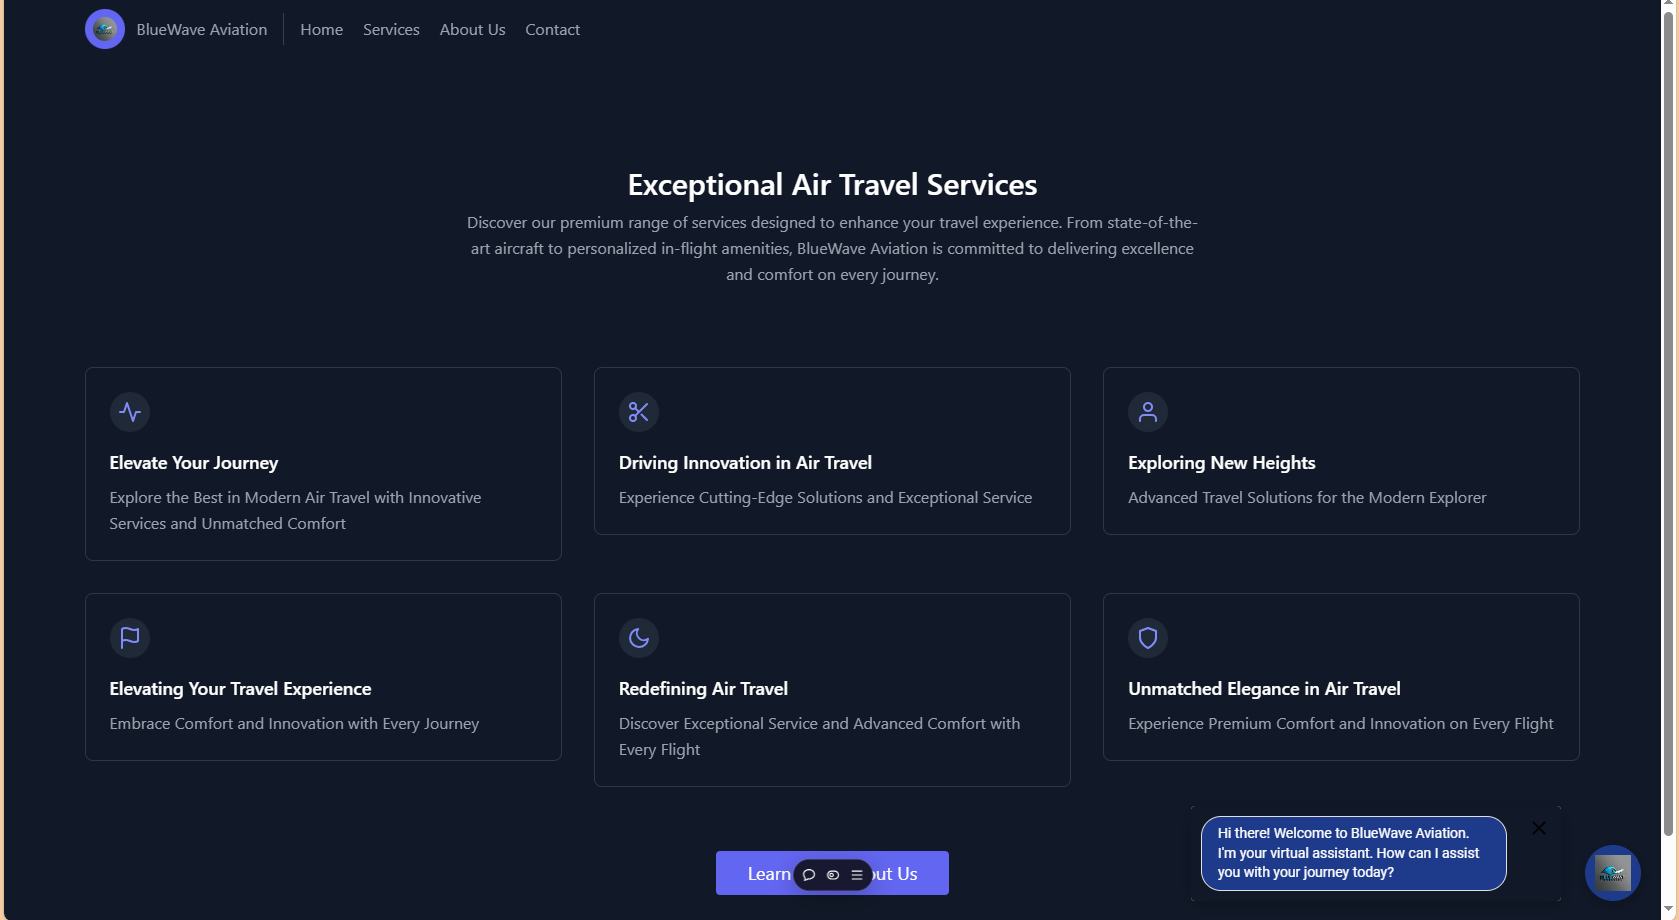 BlueWave Aviation
Home
Services
About Us
Contact
Exceptional Air Travel Services
Discover our premium range of services designed to enhance your travel experience. From state-of-the-
art aircraft to personalized in-flight amenities, BlueWave Aviation is committed to delivering excellence
and comfort on every journey.
Elevate Your Journey
Explore the Best in Modern Air Travel with Innovative
Services and Unmatched Comfort
Driving Innovation in Air Travel
Experience Cutting-Edge Solutions and Exceptional Service
Exploring New Heights
Advanced Travel Solutions for the Modern Explorer
Elevating Your Travel Experience
Embrace Comfort and Innovation with Every Journey
Redefining Air Travel
Discover Exceptional Service and Advanced Comfort with
Every Flight
Unmatched Elegance in Air Travel
Experience Premium Comfort and Innovation on Every Flight
Learn out Us
Hi there! Welcome to BlueWave Aviation.
I'm your virtual assistant. How can I assist
you with your journey today?